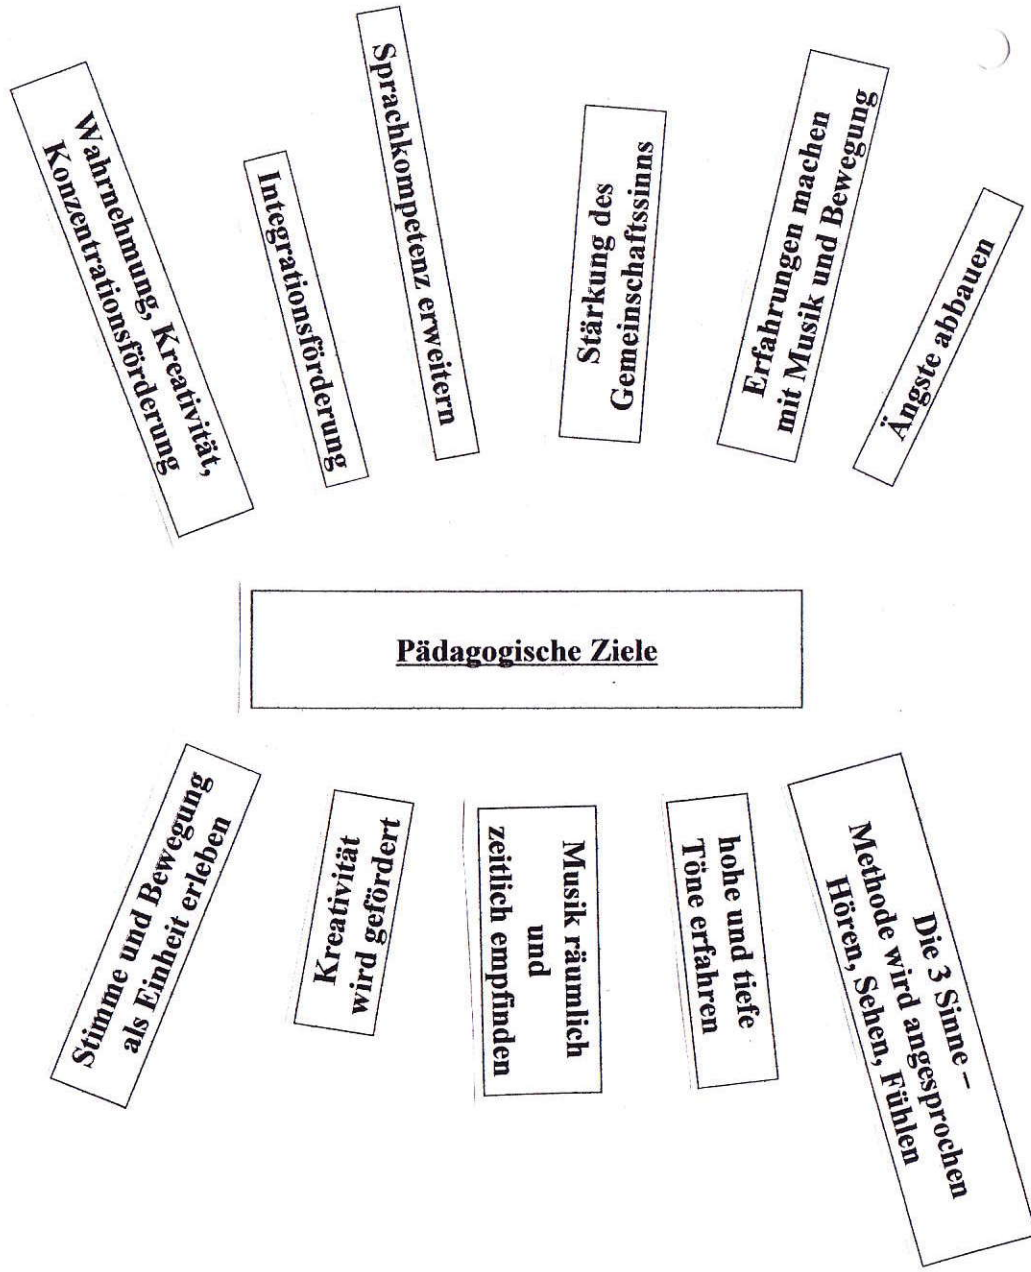 Wahrnehmung, Kreativität,
Konzentrationsförderung
Integrationsförderung
Sprachkompetenz erweitern
Stärkung des
Gemeinschaftssinns
Erfahrungen machen
mit Musik und Bewegung
Ängste abbauen
Pädagogische Ziele
Stimme und Bewegung
als Einheit erleben
Kreativität
wird gefördert
Musik räumlich
und
zeitlich empfinden
hohe und tiefe
Töne erfahren
Die 3 Sinne –
Methode wird angesprochen
Hören, Sehen, Fühlen